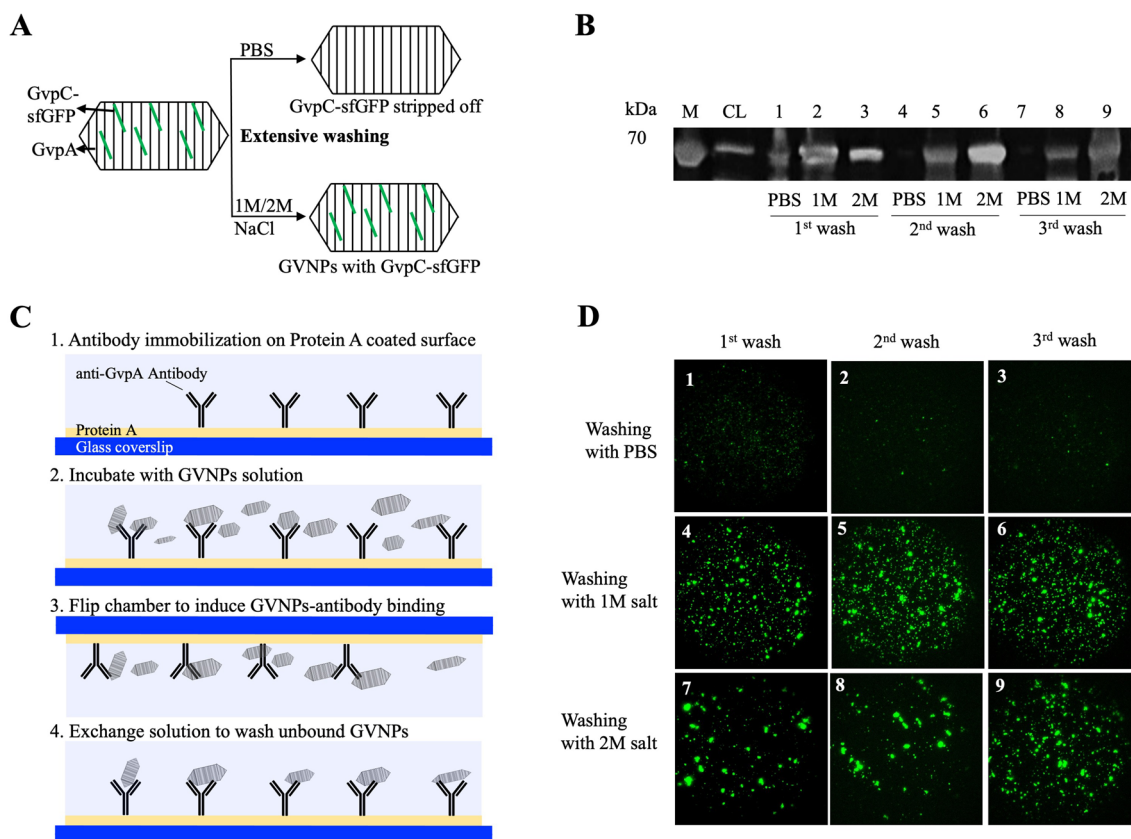 A
GvpC-
sfGFP
GvpA
PBS
GvpC-sfGFP stripped off
Extensive washing
1M/2M
NaCl
GVNPs with GvpC-sfGFP
B
kDa
70
M CL 1 2 3 4 5 6 7 8 9
PBS 1M 2M PBS 1M 2M PBS 1M 2M
1st wash 2nd wash 3rd wash
C
1. Antibody immobilization on Protein A coated surface
anti-GvpA Antibody
Protein A
Glass coverslip
2. Incubate with GVNPs solution
3. Flip chamber to induce GVNPs-antibody binding
4. Exchange solution to wash unbound GVNPs
D
1st wash 2nd wash 3rd wash
Washing
with PBS
1 2 3
Washing
with 1M salt
4 5 6
Washing
with 2M salt
7 8 9